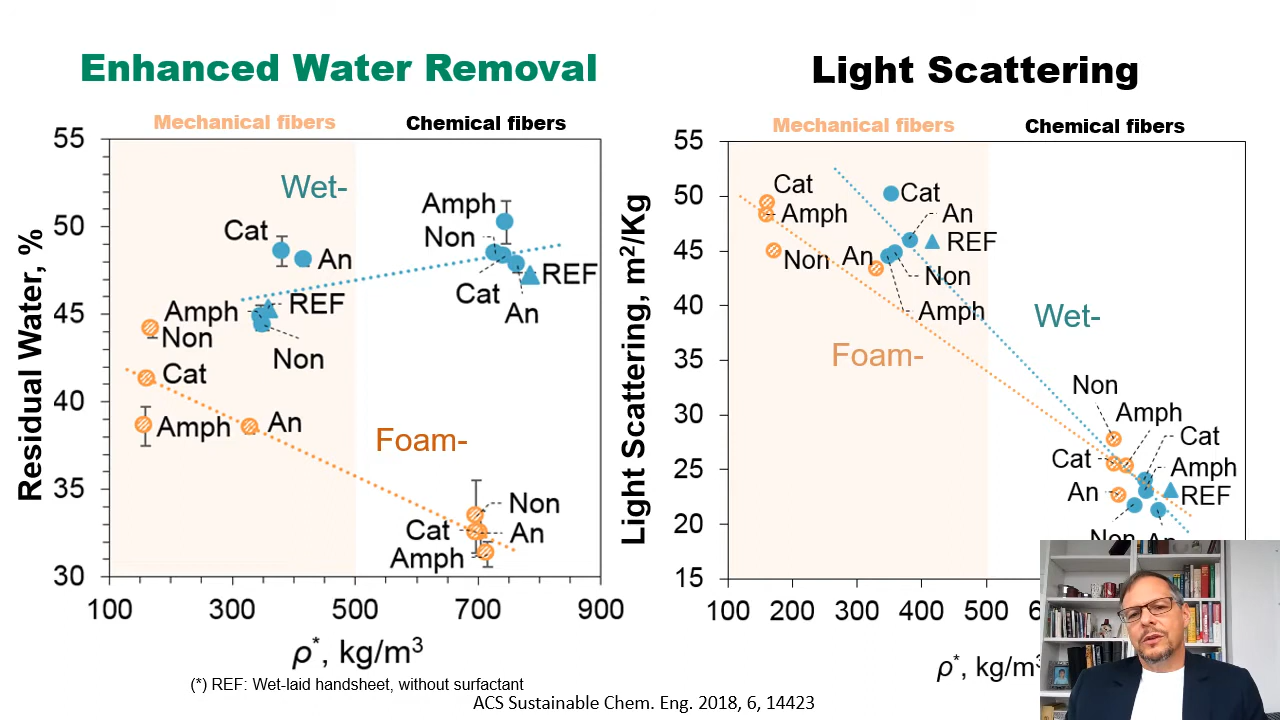 Enhanced Water Removal
Mechanical fibers
Chemical fibers
Residual Water, %
55
50
45
40
35
30
Wet-
Cat
An
Amph
REF
Non
Amph
Non
Cat
An
REF
Non
Cat
Amph
An
Foam-
Non
Cat
An
Amph
100
300
500
700
900
ρ*, kg/m³
(*) REF: Wet-laid handsheet, without surfactant
Light Scattering
Mechanical fibers
Chemical fibers
Light Scattering, m²/Kg
55
50
45
40
35
30
25
20
15
Cat
Amph
Non
An
Cat
An
REF
Non
Amph
Wet-
Foam-
Non
Amph
Cat
Cat
Amph
An
REF
Non
An
100
200
300
400
500
ρ*, kg/m³
ACS Sustainable Chem. Eng. 2018, 6, 14423